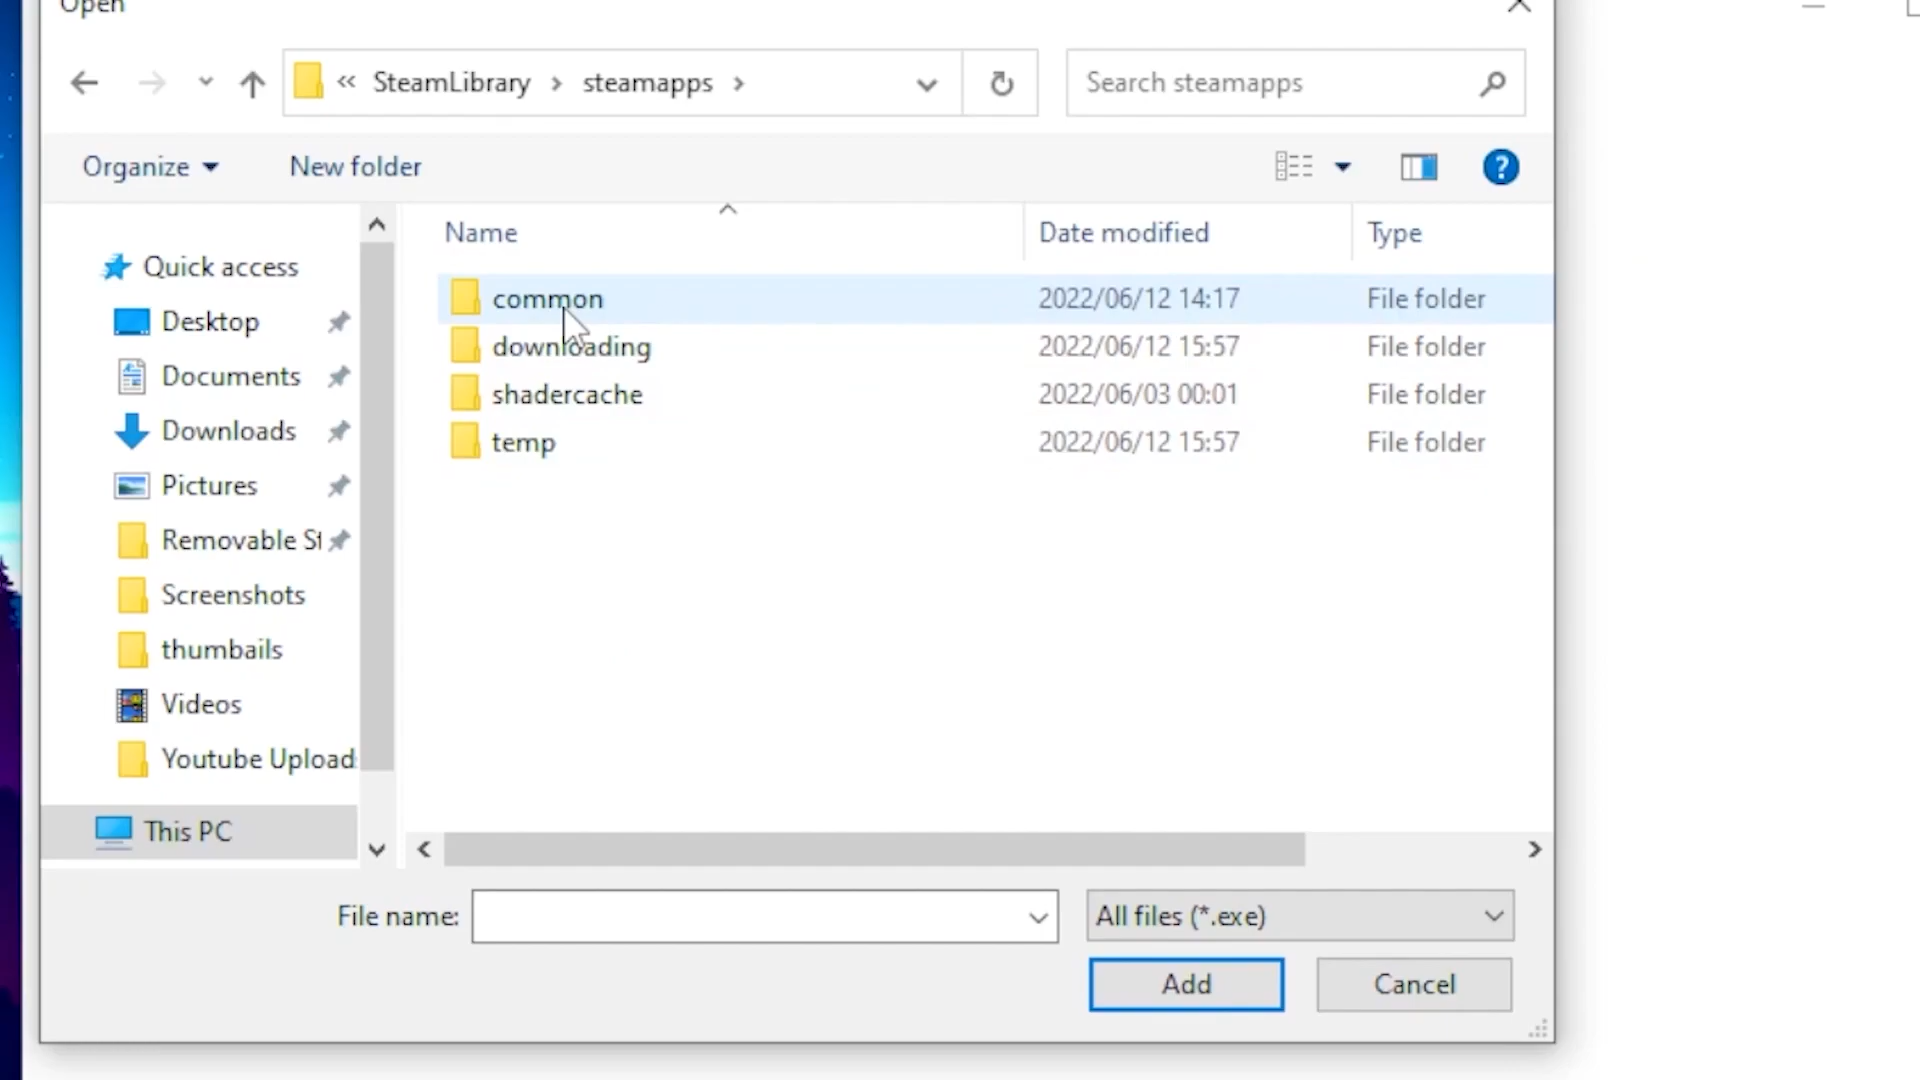 Open
« SteamLibrary › steamapps ›
Search steamapps
Organize
New folder
?
Name
Date modified
Type
Quick access
Desktop
Documents
Downloads
Pictures
Removable St
Screenshots
thumbails
Videos
Youtube Upload
This PC
common 2022/06/12 14:17 File folder
downloading 2022/06/12 15:57 File folder
shadercache 2022/06/03 00:01 File folder
temp 2022/06/12 15:57 File folder
File name:
All files (*.exe)
Add
Cancel